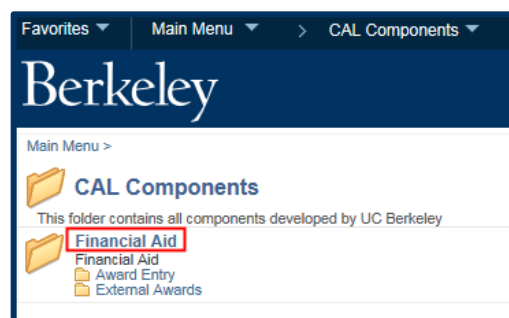 Favorites Main Menu > CAL Components
Berkeley
Main Menu >
CAL Components
This folder contains all components developed by UC Berkeley
Financial Aid
Financial Aid
Award Entry
External Awards